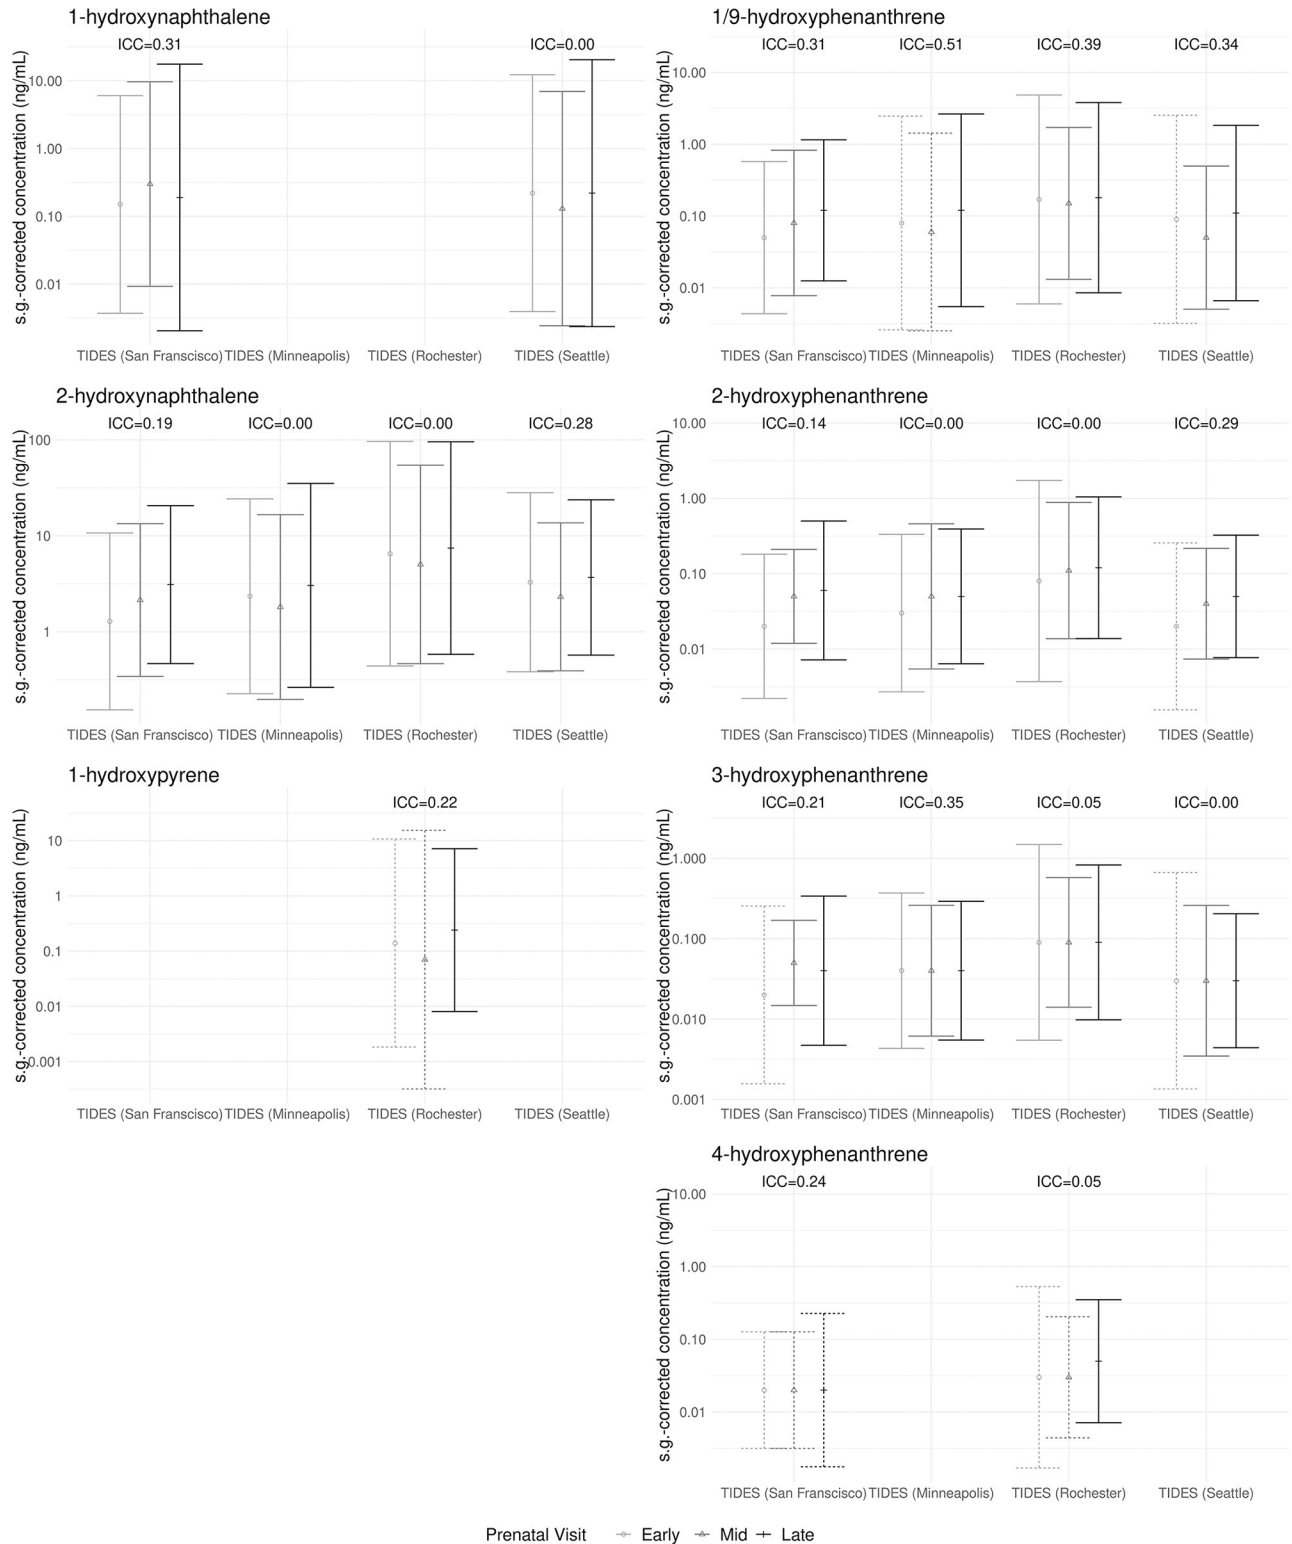 1-hydroxynaphthalene
ICC=0.31 ICC=0.00
s.g.-corrected concentration (ng/mL)
10.00
1.00
0.10
0.01
TIDES (San Franscisco) TIDES (Minneapolis) TIDES (Rochester) TIDES (Seattle)
1/9-hydroxyphenanthrene
ICC=0.31 ICC=0.51 ICC=0.39 ICC=0.34
s.g.-corrected concentration (ng/mL)
10.00
1.00
0.10
0.01
TIDES (San Franscisco) TIDES (Minneapolis) TIDES (Rochester) TIDES (Seattle)
2-hydroxynaphthalene
ICC=0.19 ICC=0.00 ICC=0.00 ICC=0.28
s.g.-corrected concentration (ng/mL)
100
10
1
TIDES (San Franscisco) TIDES (Minneapolis) TIDES (Rochester) TIDES (Seattle)
2-hydroxyphenanthrene
ICC=0.14 ICC=0.00 ICC=0.00 ICC=0.29
s.g.-corrected concentration (ng/mL)
10.00
1.00
0.10
0.01
TIDES (San Franscisco) TIDES (Minneapolis) TIDES (Rochester) TIDES (Seattle)
1-hydroxypyrene
ICC=0.22
s.g.-corrected concentration (ng/mL)
10
1
0.1
0.01
0.001
TIDES (San Franscisco) TIDES (Minneapolis) TIDES (Rochester) TIDES (Seattle)
3-hydroxyphenanthrene
ICC=0.21 ICC=0.35 ICC=0.05 ICC=0.00
s.g.-corrected concentration (ng/mL)
1.000
0.100
0.010
0.001
TIDES (San Franscisco) TIDES (Minneapolis) TIDES (Rochester) TIDES (Seattle)
4-hydroxyphenanthrene
ICC=0.24 ICC=0.05
s.g.-corrected concentration (ng/mL)
10.00
1.00
0.10
0.01
TIDES (San Franscisco) TIDES (Minneapolis) TIDES (Rochester) TIDES (Seattle)
Prenatal Visit Early Mid Late